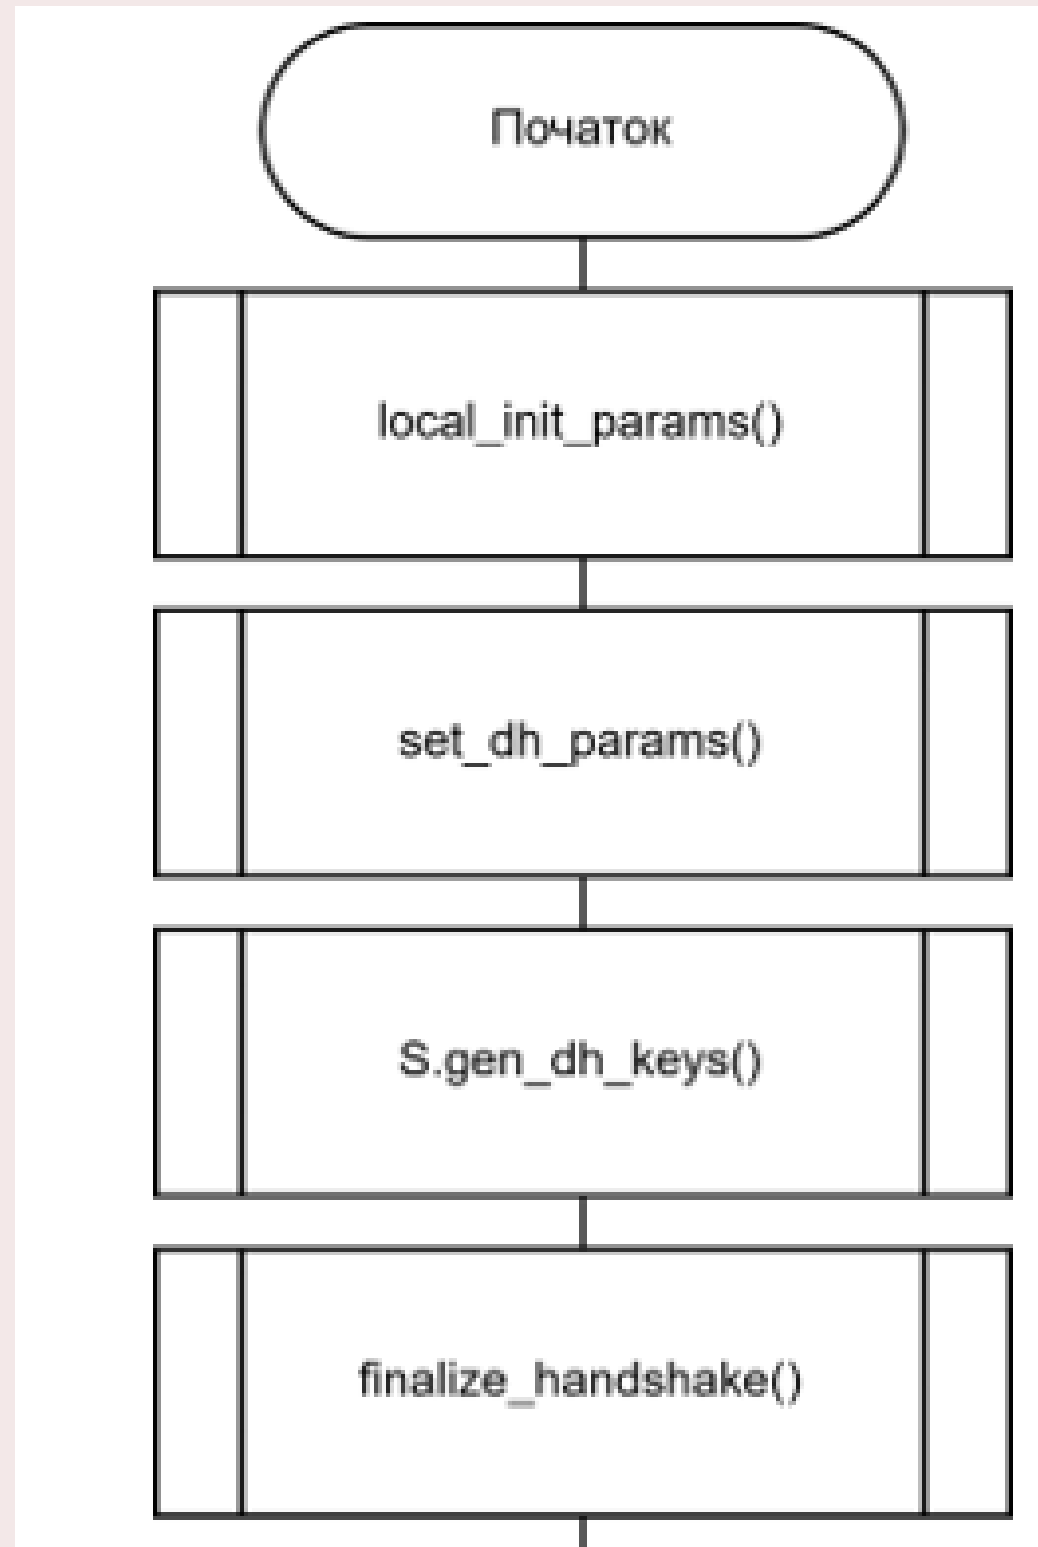 Початок
local_init_params()
set_dh_params()
S.gen_dh_keys()
finalize_handshake()